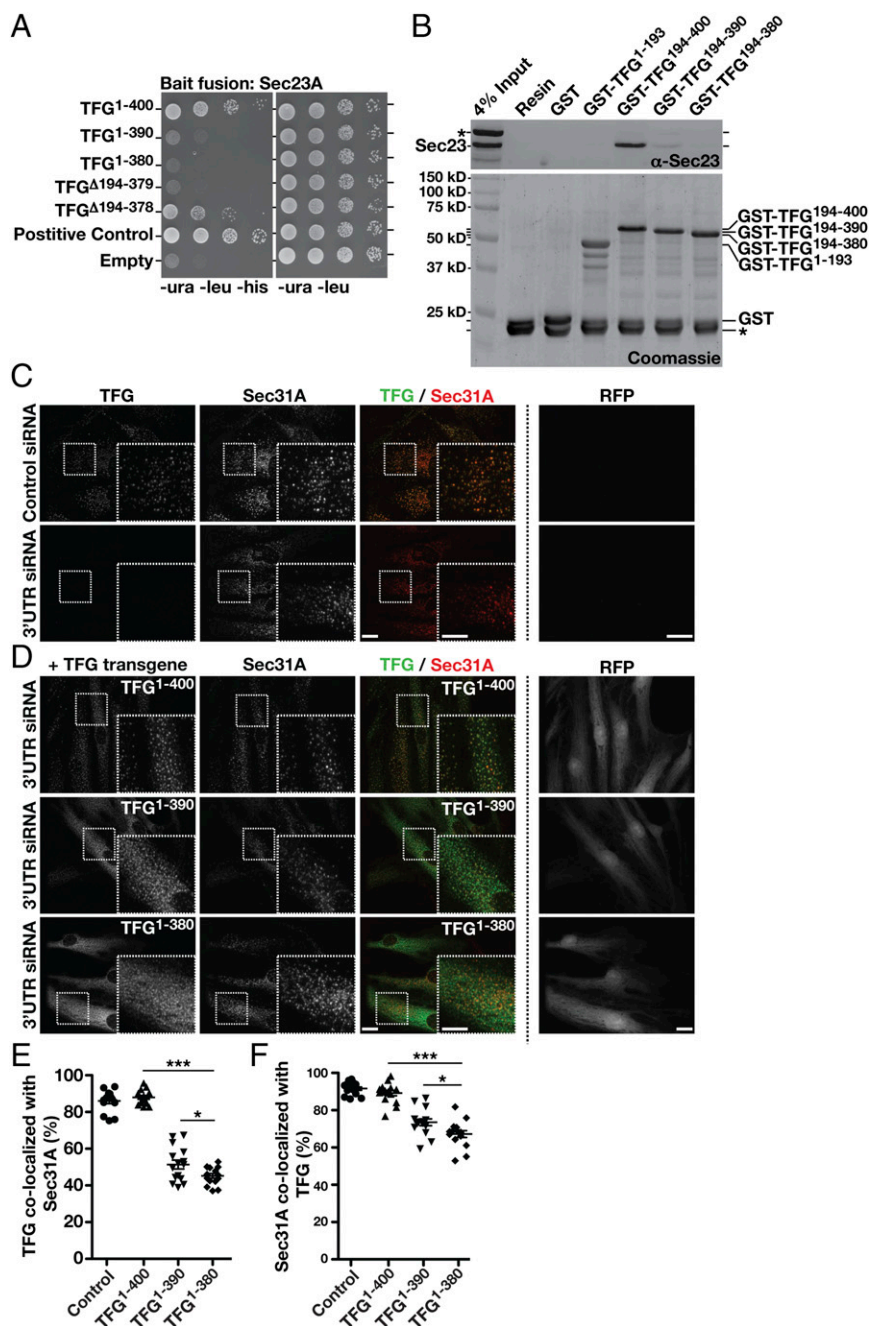 A
Bait fusion: Sec23A
TFG1-400
TFG1-390
TFG1-380
TFGΔ194-379
TFGΔ194-378
Postitive Control
Empty
-ura -leu -his
-ura -leu
B
4% Input
Resin
GST
GST-TFG1-193
GST-TFG194-400
GST-TFG194-390
GST-TFG194-380
*
Sec23
α-Sec23
150 kD
100 kD
75 kD
50 kD
37 kD
25 kD
GST-TFG194-400
GST-TFG194-390
GST-TFG194-380
GST-TFG1-193
GST
*
Coomassie
C
TFG
Sec31A
TFG / Sec31A
RFP
Control siRNA
3'UTR siRNA
D
+ TFG transgene
Sec31A
TFG / Sec31A
RFP
3'UTR siRNA
TFG1-400
TFG1-400
3'UTR siRNA
TFG1-390
TFG1-390
3'UTR siRNA
TFG1-380
TFG1-380
E
TFG co-localized with
Sec31A (%)
100
80
60
40
20
0
***
*
Control
TFG1-400
TFG1-390
TFG1-380
F
Sec31A co-localized with
TFG (%)
100
80
60
40
20
0
***
*
Control
TFG1-400
TFG1-390
TFG1-380